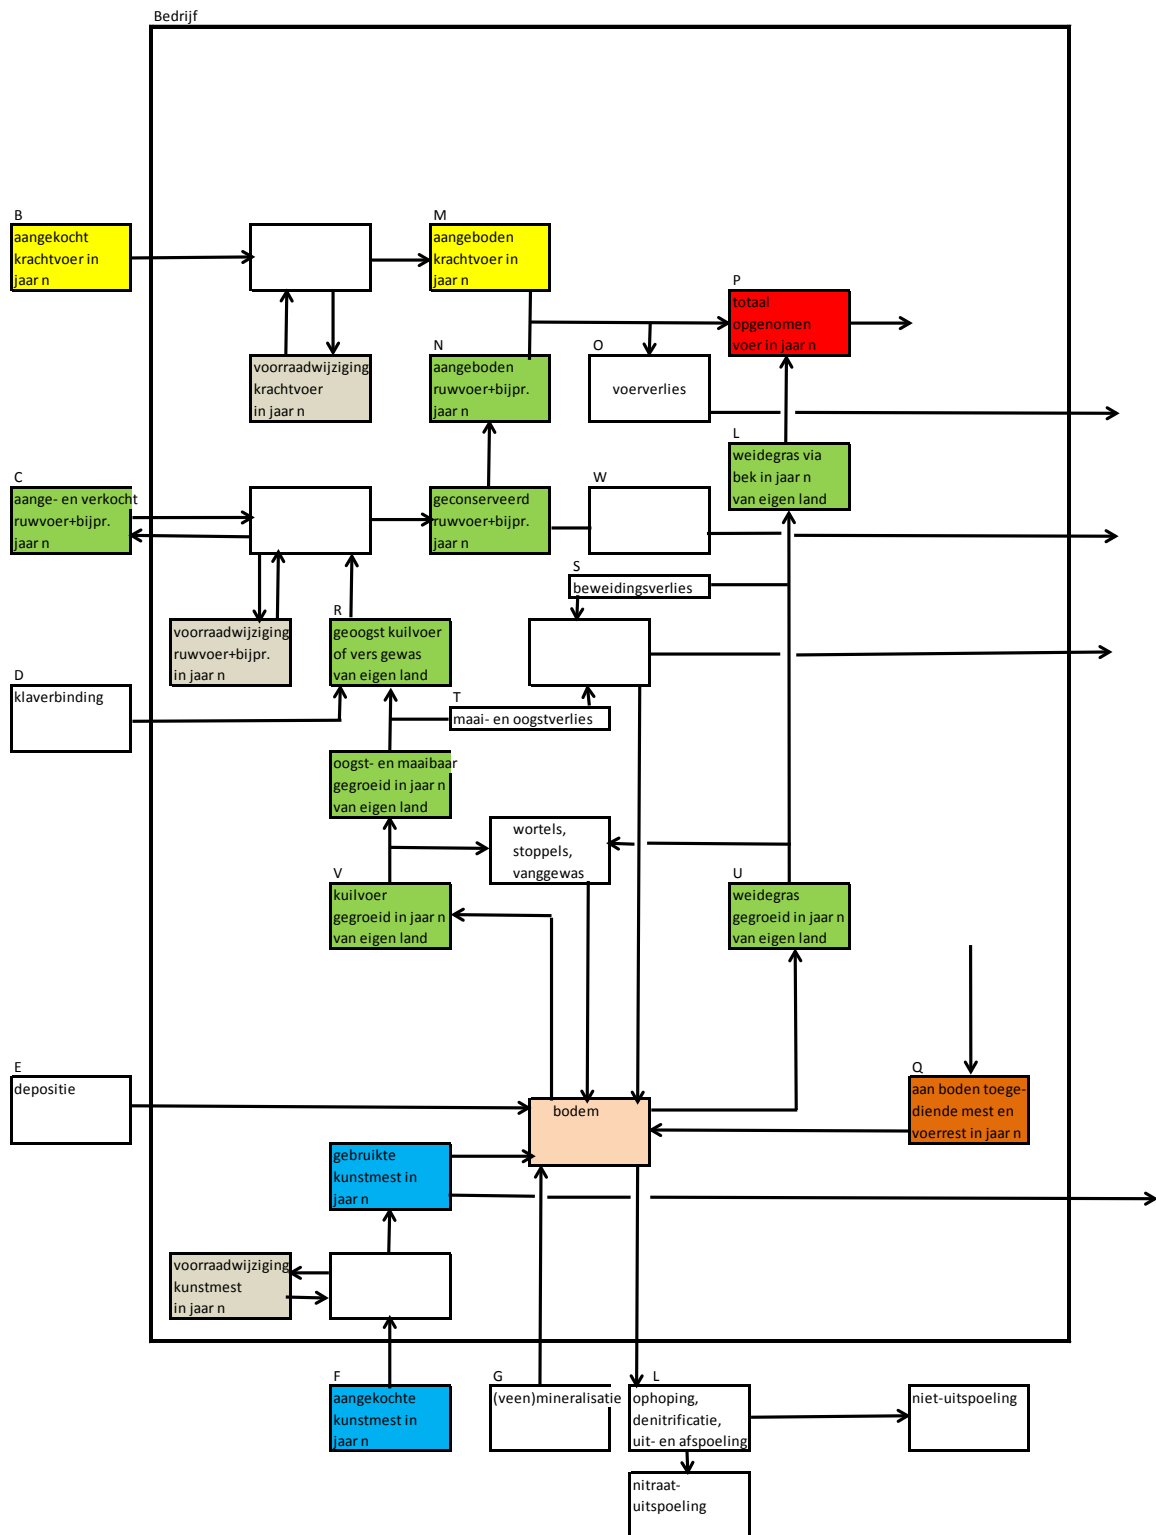 Bedrijf
B
aangekocht
krachtvoer in
jaar n
M
aangeboden
krachtvoer in
jaar n
P
totaal
opgenomen
voer in jaar n
voorraadwijziging
krachtvoer
in jaar n
N
aangeboden
ruwvoer+bijpr.
jaar n
O
voerverlies
L
weidegras via
bek in jaar n
van eigen land
C
aange- en verkocht
ruwvoer+bijpr.
jaar n
geconserveerd
ruwvoer+bijpr.
jaar n
W
S
beweidingsverlies
voorraadwijziging
ruwvoer+bijpr.
in jaar n
R
geoogst kuilvoer
of vers gewas
van eigen land
D
klaverbinding
T
maai- en oogstverlies
oogst- en maaibaar
gegroeid in jaar n
van eigen land
wortels,
stoppels,
vanggewas
V
kuilvoer
gegroeid in jaar n
van eigen land
U
weidegras
gegroeid in jaar n
van eigen land
E
depositie
bodem
Q
aan boden toege-
diende mest en
voerrest in jaar n
gebruikte
kunstmest in
jaar n
voorraadwijziging
kunstmest
in jaar n
F
aangekochte
kunstmest in
jaar n
G
(veen)mineralisatie
L
ophoping,
denitrificatie,
uit- en afspoeling
niet-uitspoeling
nitraat-
uitspoeling